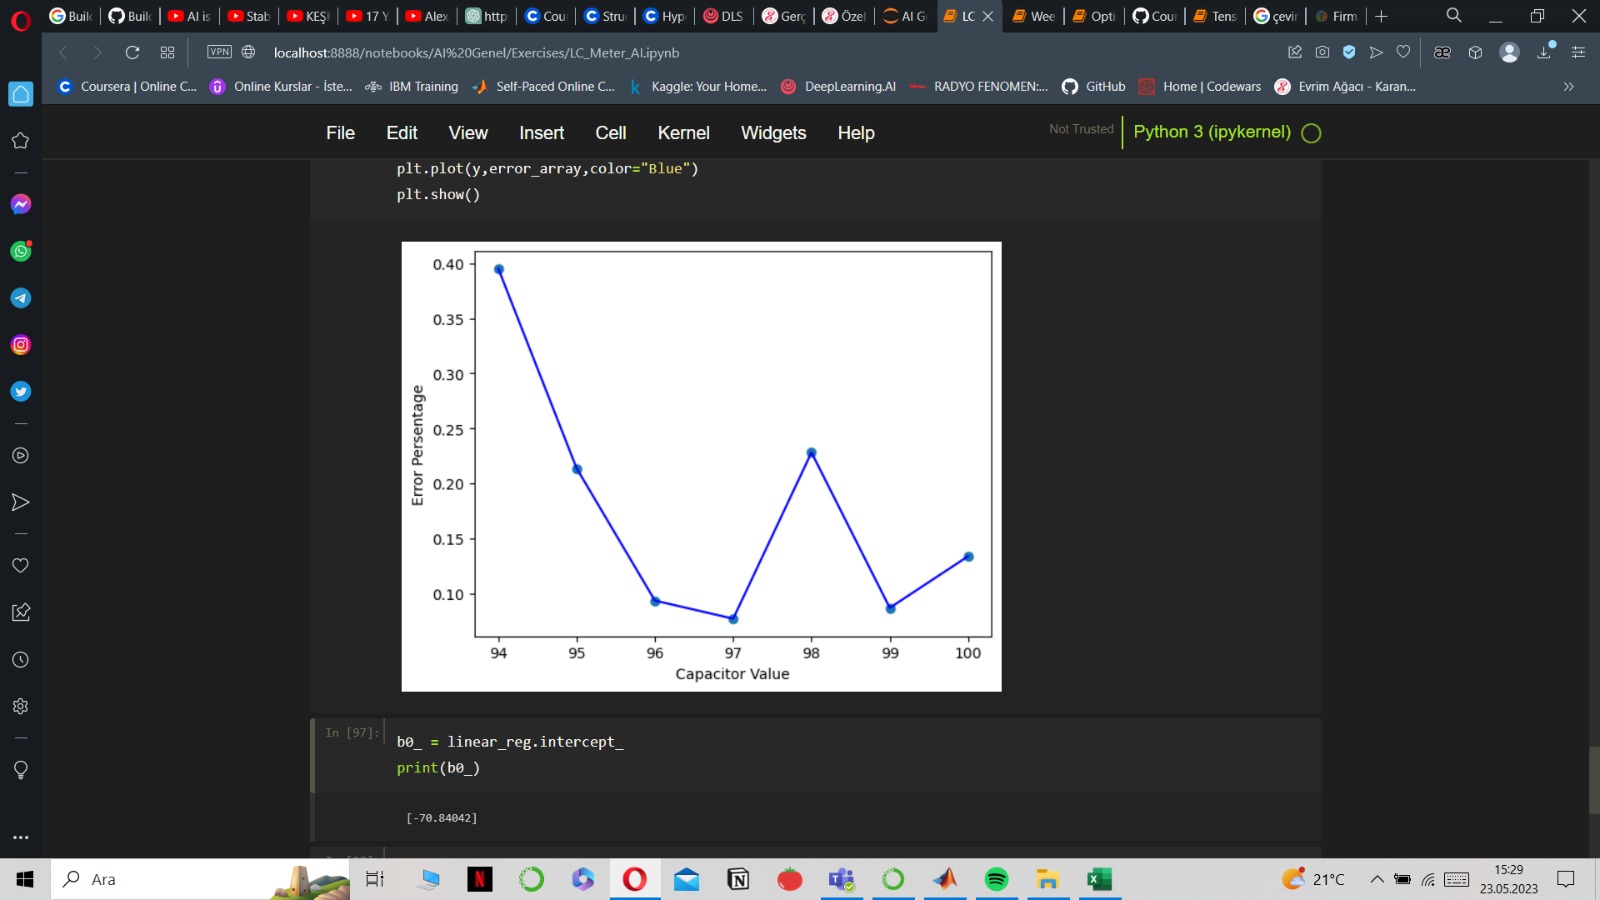 Builc
Builc
AI is
Stab
KEŞI
17 Y
Alex
http
Cou
Stru
Hyp
DLS
Gerç
Özel
AI G
LC
Wee
Opti
Cour
Tens
çevir
Firm
VPN
localhost:8888/notebooks/AI%20Genel/Exercises/LC_Meter_AI.ipynb
Coursera | Online C...
Online Kurslar - İste...
IBM Training
Self-Paced Online C...
Kaggle: Your Home...
DeepLearning.AI
RADYO FENOMEN:...
GitHub
Home | Codewars
Evrim Ağacı - Karan...
File Edit View Insert Cell Kernel Widgets Help
Not Trusted
Python 3 (ipykernel)
plt.plot(y,error_array,color="Blue")
plt.show()
0.40
0.35
0.30
0.25
0.20
0.15
0.10
Error Persentage
94 95 96 97 98 99 100
Capacitor Value
In [97]:
b0_ = linear_reg.intercept_
print(b0_)
[-70.84042]
Ara
21°C
15:29
23.05.2023